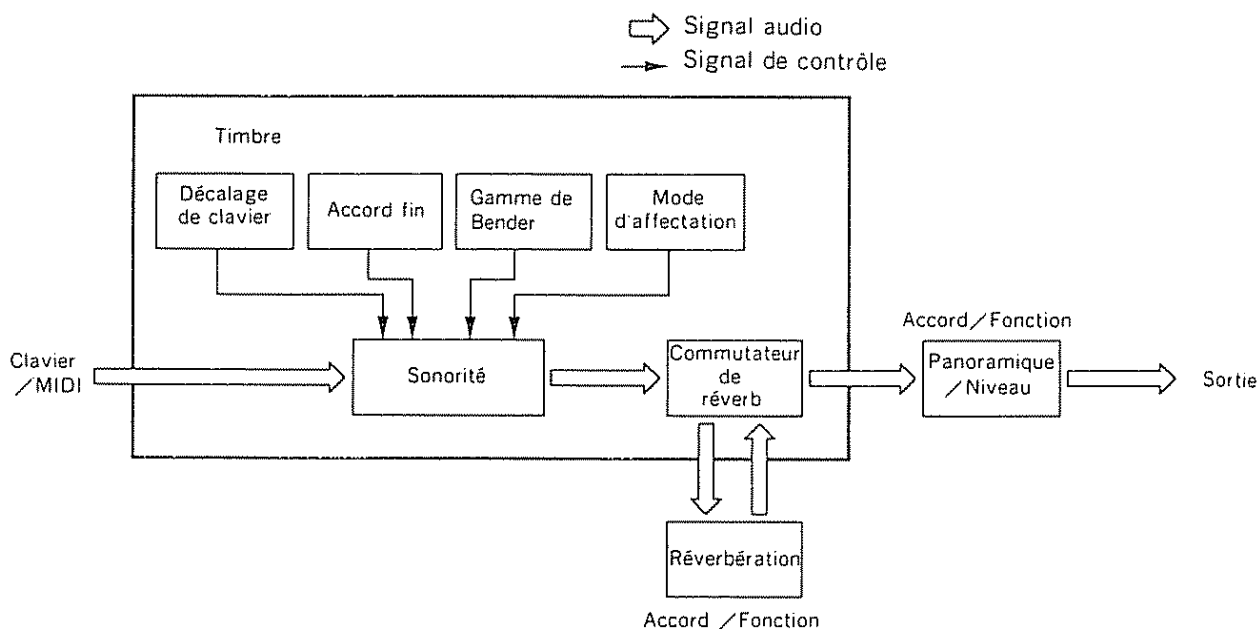 Signal audio
Signal de contrôle
Timbre
Décalage
de clavier
Accord fin
Gamme de
Bender
Mode
d'affectation
Clavier
/MIDI
Sonorité
Commutateur
de
réverb
Accord/Fonction
Panoramique
/Niveau
Sortie
Réverbération
Accord /Fonction